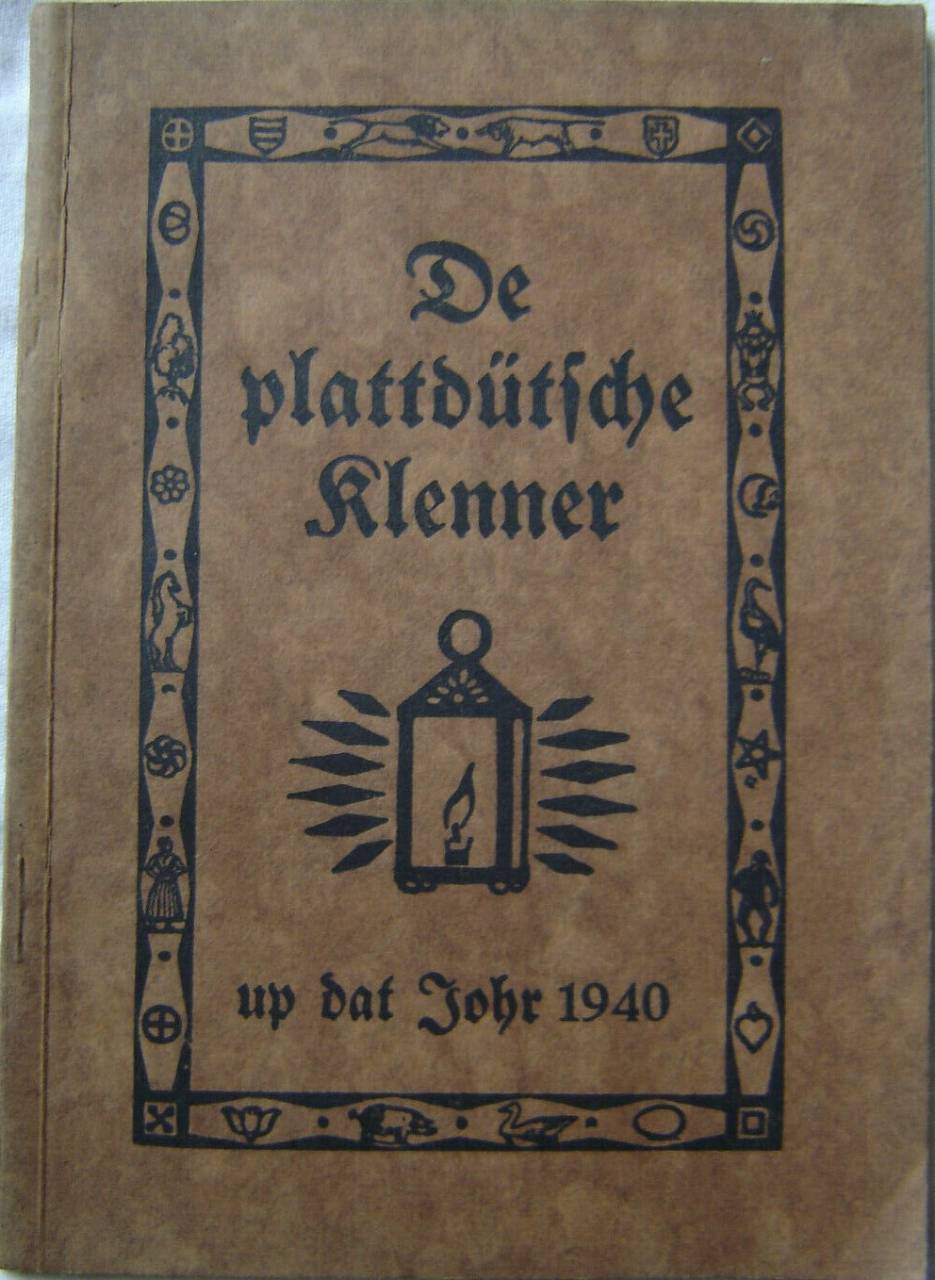 De
plattdütſche
Klenner
up dat Johr 1940